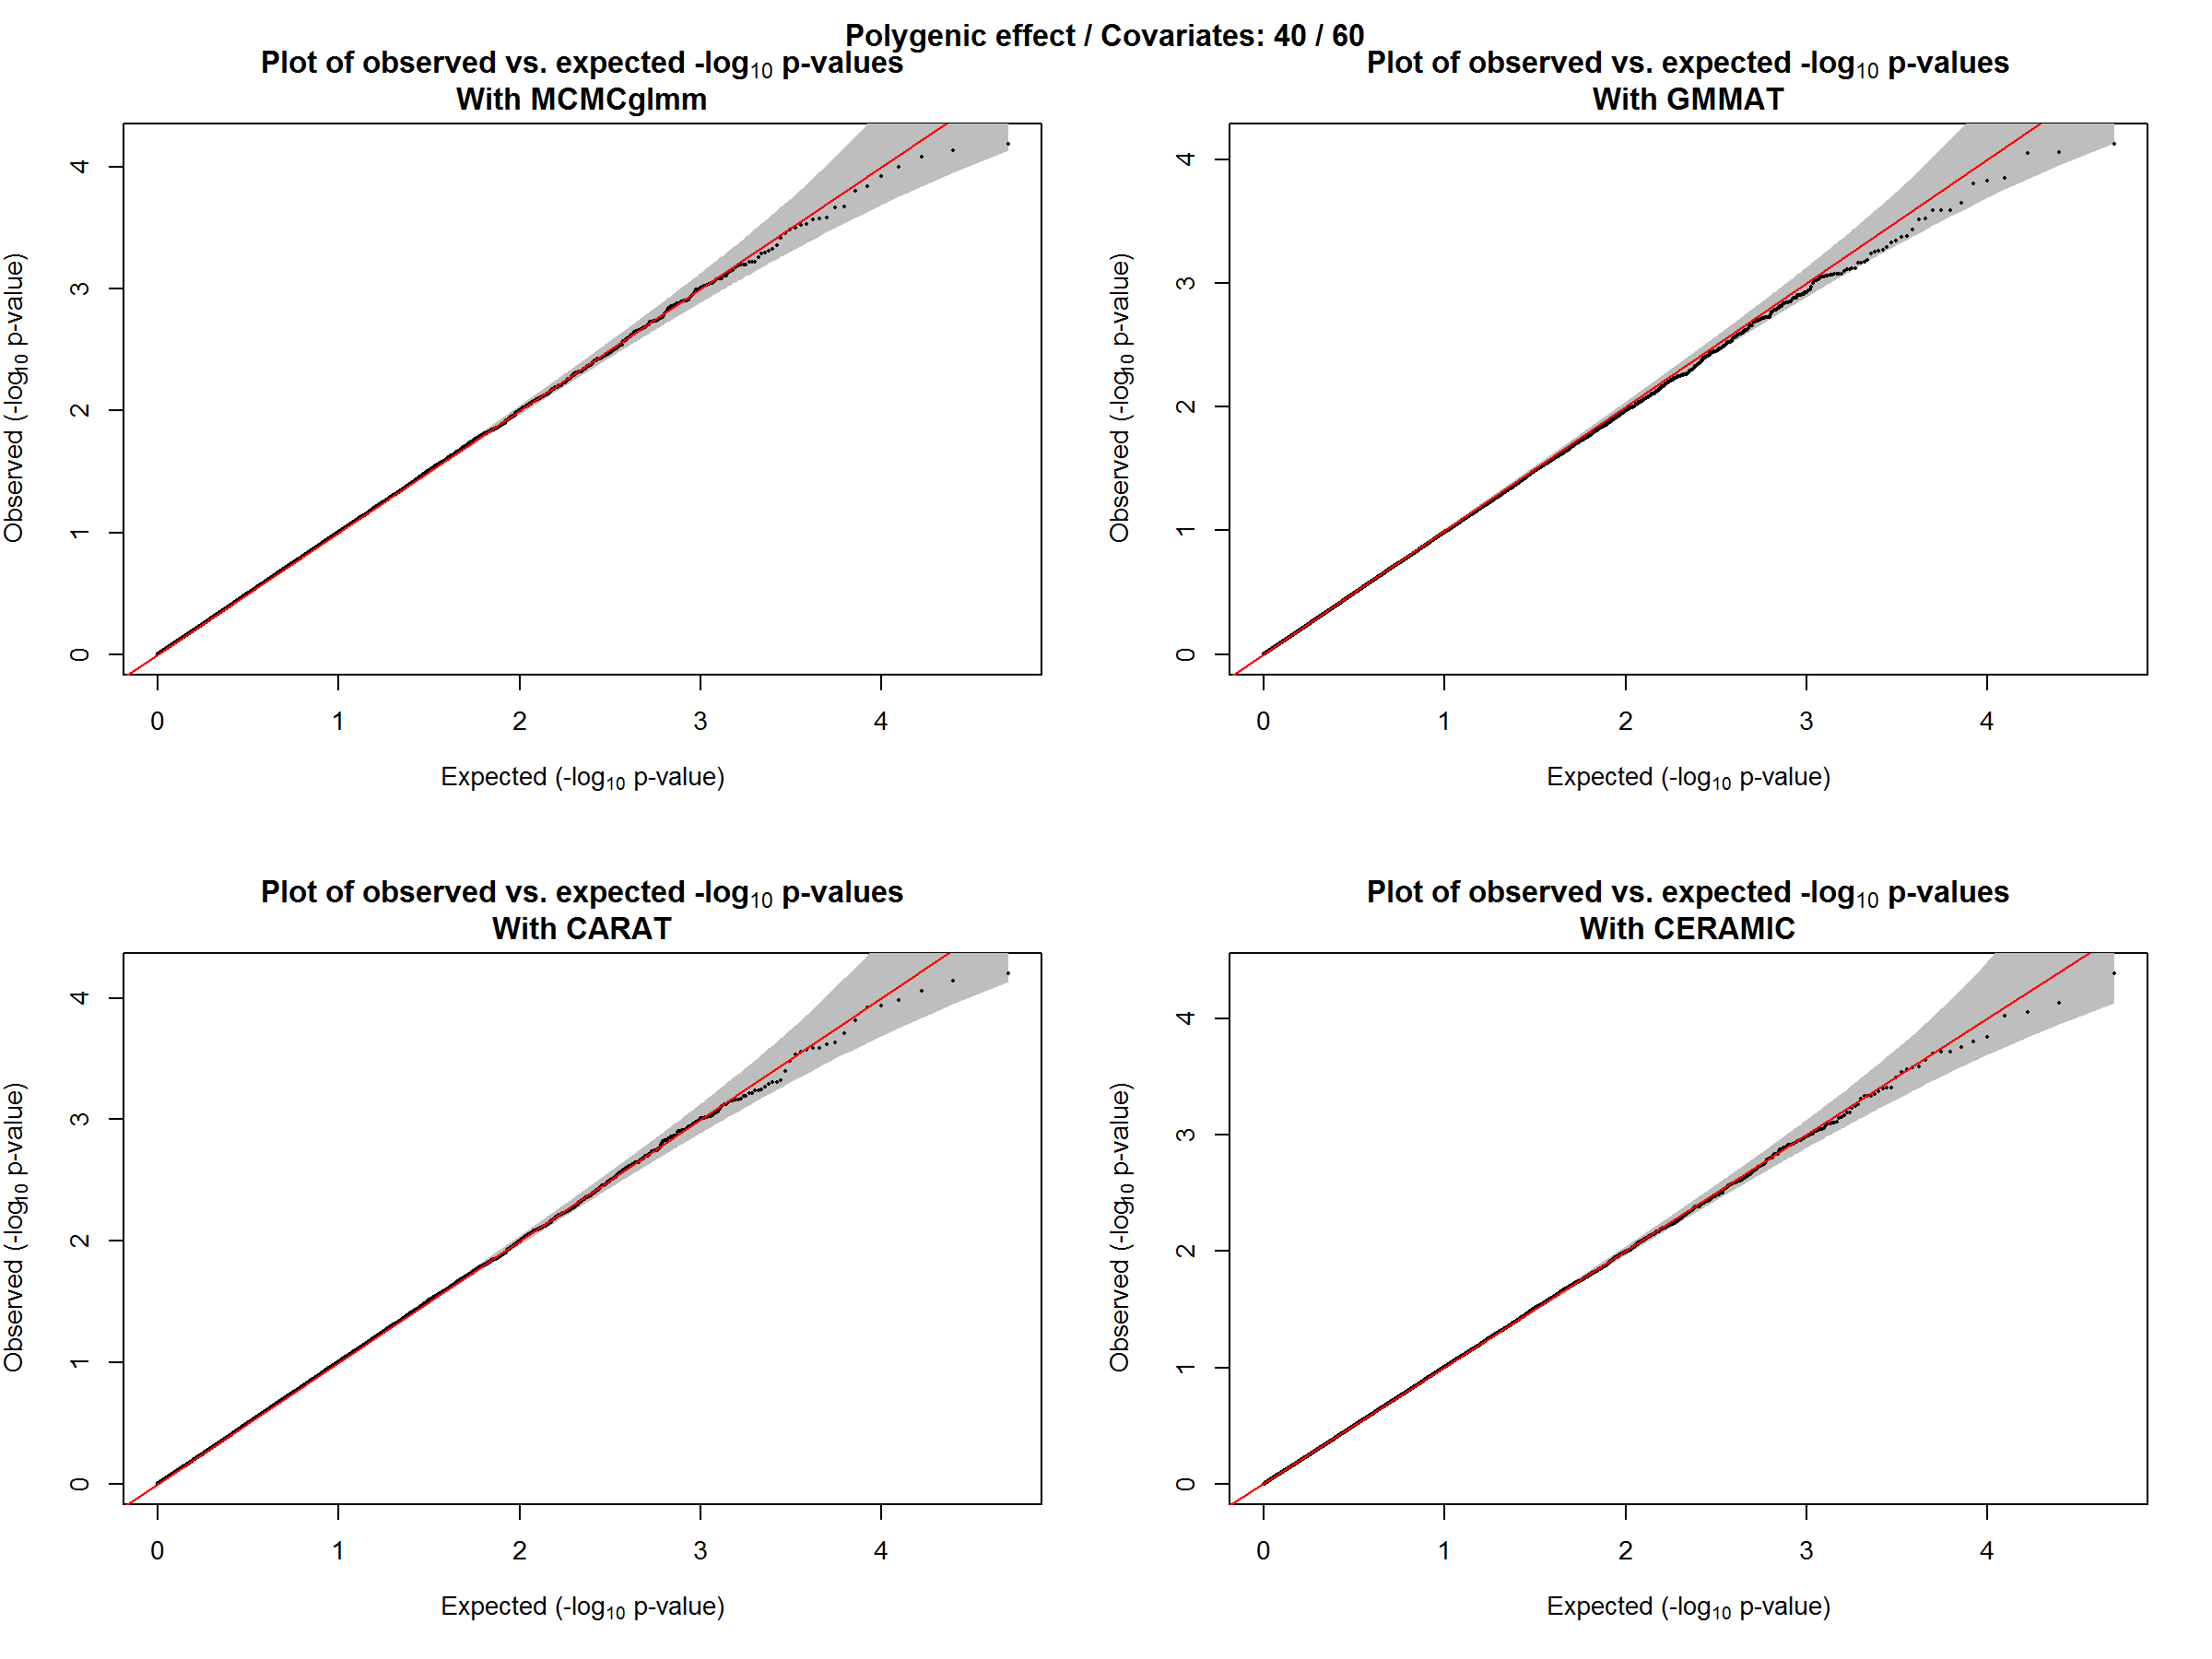 Polygenic effect / Covariates: 40 / 60
Plot of observed vs. expected -log10 p-values
With MCMCglmm
Observed (-log10 p-value)
4
3
2
1
0
0 1 2 3 4
Expected (-log10 p-value)
Plot of observed vs. expected -log10 p-values
With GMMAT
Observed (-log10 p-value)
4
3
2
1
0
0 1 2 3 4
Expected (-log10 p-value)
Plot of observed vs. expected -log10 p-values
With CARAT
Observed (-log10 p-value)
4
3
2
1
0
0 1 2 3 4
Expected (-log10 p-value)
Plot of observed vs. expected -log10 p-values
With CERAMIC
Observed (-log10 p-value)
4
3
2
1
0
0 1 2 3 4
Expected (-log10 p-value)